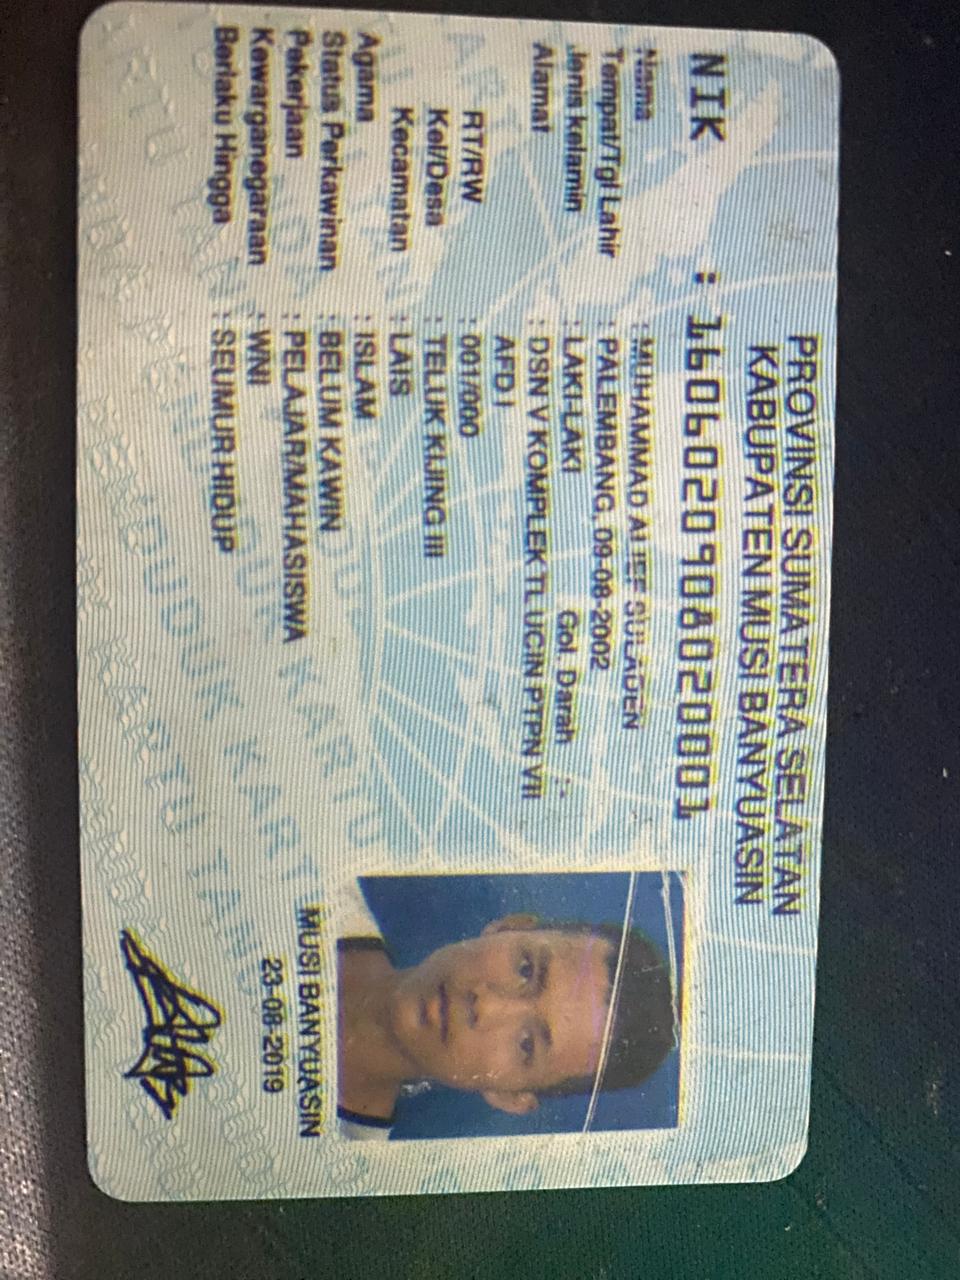 PROVINSI SUMATERA SELATAN
KABUPATEN MUSI BANYUASIN
NIK : 1606020908020001
Nama : MUHAMMAD ALIEF SULADEN
Tempat/Tgl Lahir : PALEMBANG, 09-08-2002
Jenis kelamin : LAKI-LAKI Gol. Darah : -
Alamat : DSN V KOMPLEK TL UCIN PTPN VII
AFD I
RT/RW : 001/000
Kel/Desa : TELUK KIJING III
Kecamatan : LAIS
Agama : ISLAM
Status Perkawinan : BELUM KAWIN
Pekerjaan : PELAJAR/MAHASISWA
Kewarganegaraan : WNI
Berlaku Hingga : SEUMUR HIDUP
MUSI BANYUASIN
23-08-2019